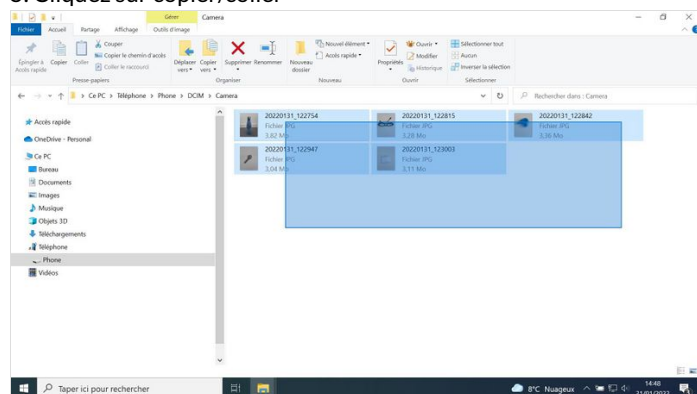 Gérer Camera
Fichier Accueil Partage Affichage Outils d'image
Épingler à Accès rapide
Copier
Coller
Couper
Copier le chemin d'accès
Coller le raccourci
Déplacer vers
Copier vers
Supprimer
Renommer
Nouveau dossier
Nouvel élément
Accès rapide
Propriétés
Ouvrir
Modifier
Historique
Sélectionner tout
Aucun
Inverser la sélection
Presse-papiers Organiser Nouveau Ouvrir Sélectionner
Ce PC > Téléphone > Phone > DCIM > Camera
Rechercher dans : Camera
Accès rapide
OneDrive - Personal
Ce PC
Bureau
Documents
Images
Musique
Objets 3D
Téléchargements
Téléphone
Phone
Vidéos
20220131_122754
Fichier JPG
3,82 Mo
20220131_122815
Fichier JPG
3,28 Mo
20220131_122842
Fichier JPG
3,36 Mo
20220131_122947
Fichier JPG
3,04 Mo
20220131_123003
Fichier JPG
3,11 Mo
Taper ici pour rechercher
8°C Nuageux
14:48